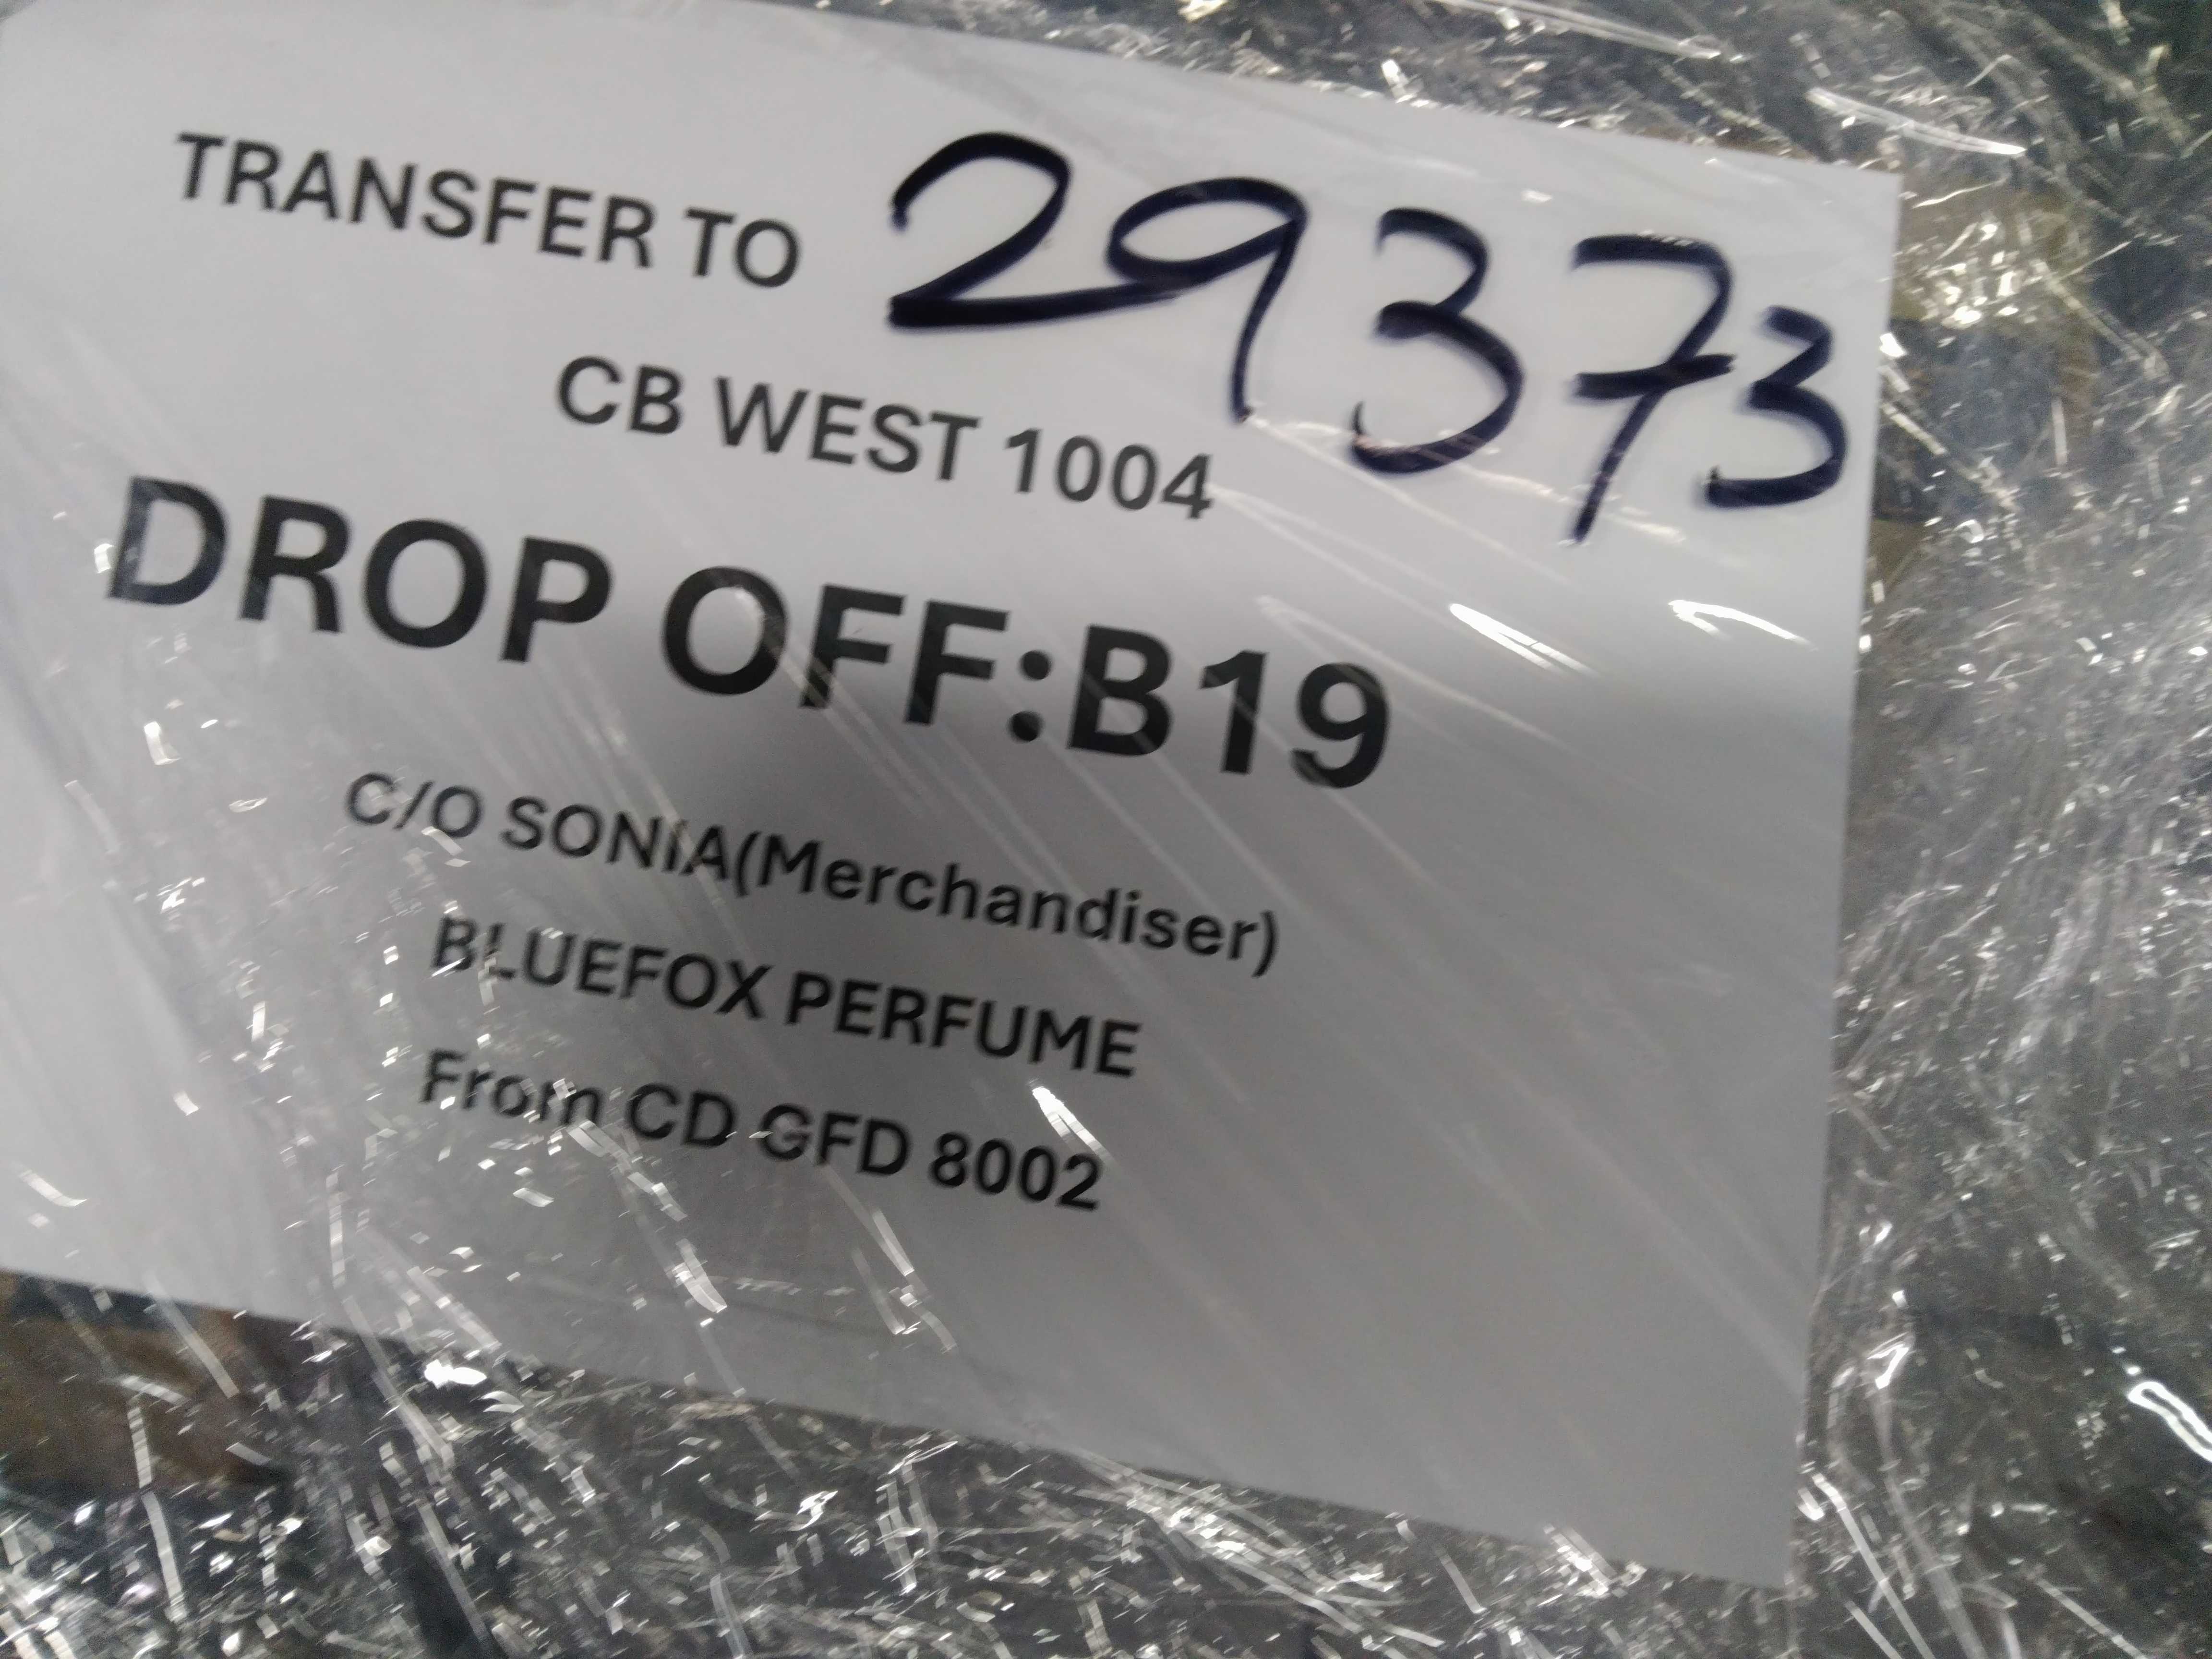 TRANSFER TO 29373
CB WEST 1004
DROP OFF:B19
C/O SONIA(Merchandiser)
BLUEFOX PERFUME
From CD GFD 8002